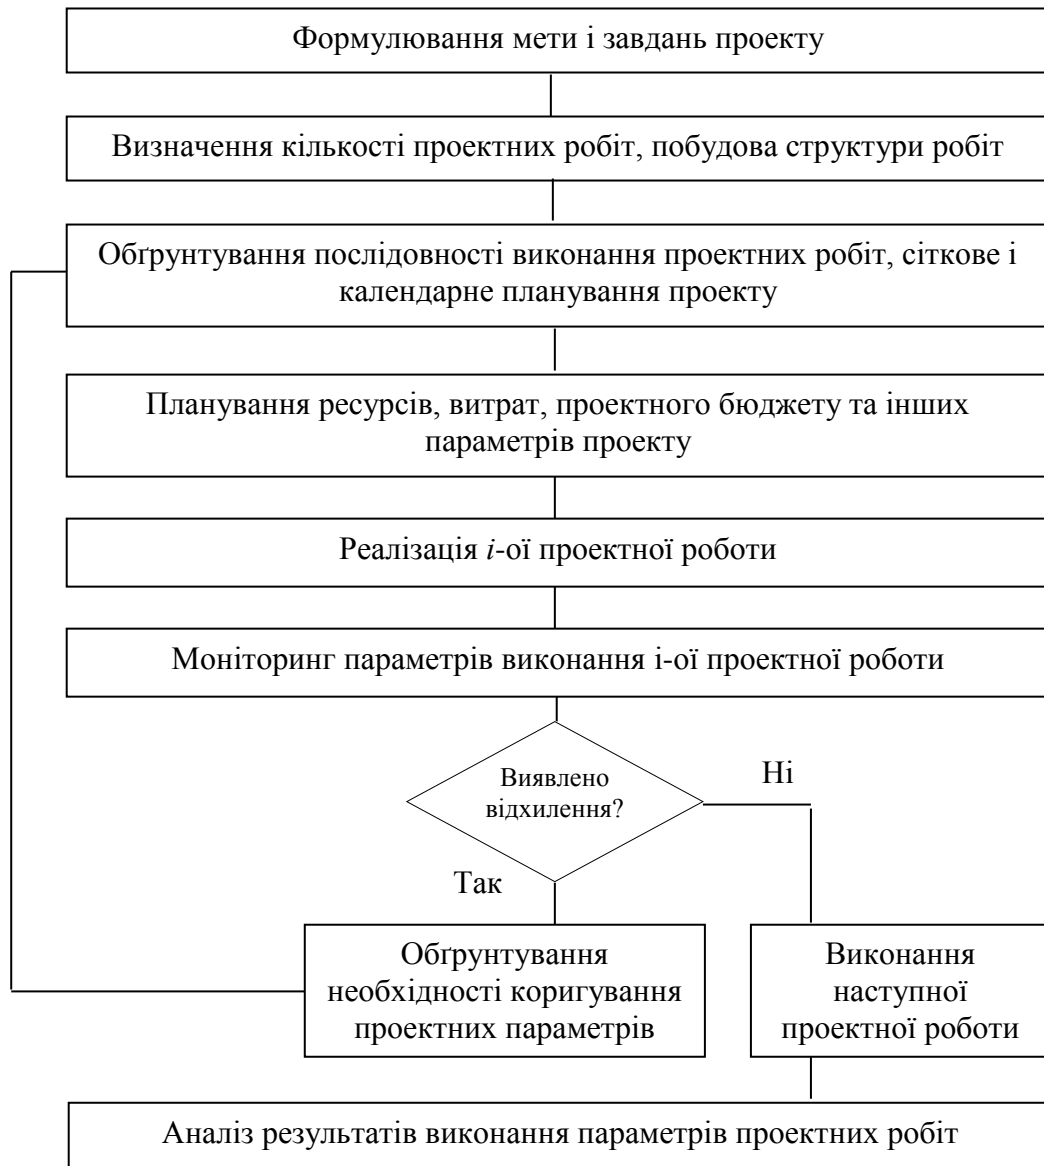 Формулювання мети і завдань проекту
Визначення кількості проектних робіт, побудова структури робіт
Обґрунтування послідовності виконання проектних робіт, сіткове і
календарне планування проекту
Планування ресурсів, витрат, проектного бюджету та інших
параметрів проекту
Реалізація і-ої проектної роботи
Моніторинг параметрів виконання і-ої проектної роботи
Виявлено
відхилення?
Ні
Так
Обґрунтування
необхідності коригування
проектних параметрів
Виконання
наступної
проектної роботи
Аналіз результатів виконання параметрів проектних робіт